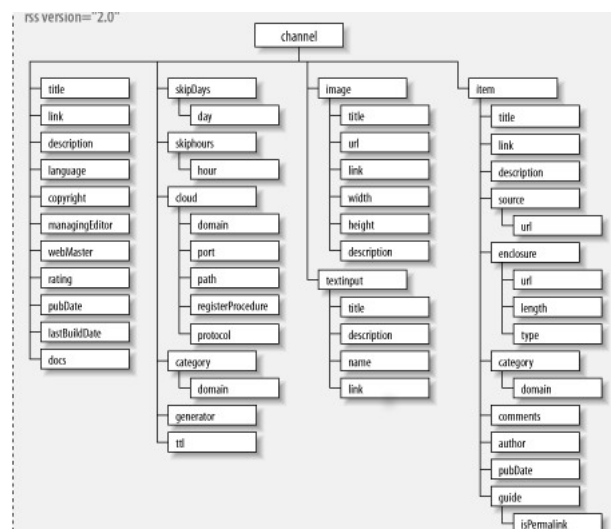 rss version="2.0"
channel
title
link
description
language
copyright
managingEditor
webMaster
rating
pubDate
lastBuildDate
docs
skipDays
day
skiphours
hour
cloud
domain
port
path
registerProcedure
protocol
category
domain
generator
ttl
image
title
url
link
width
height
description
textinput
title
description
name
link
item
title
link
description
source
url
enclosure
url
length
type
category
domain
comments
author
pubDate
guide
isPermalink